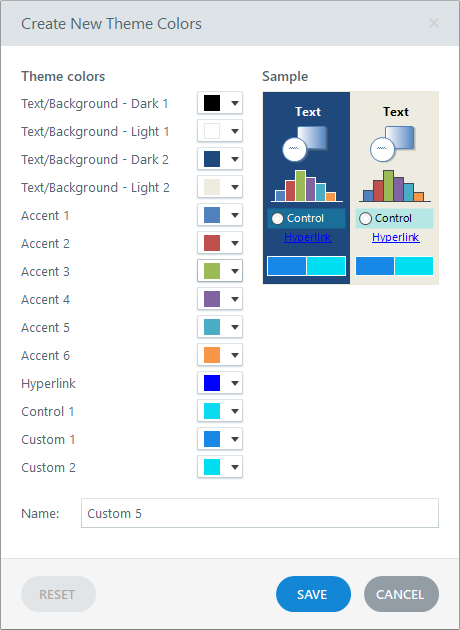 Create New Theme Colors
Theme colors
Sample
Text/Background - Dark 1
Text/Background - Light 1
Text/Background - Dark 2
Text/Background - Light 2
Accent 1
Accent 2
Accent 3
Accent 4
Accent 5
Accent 6
Hyperlink
Control 1
Custom 1
Custom 2
Text Text
Control Control
Hyperlink Hyperlink
Name: Custom 5
RESET SAVE CANCEL